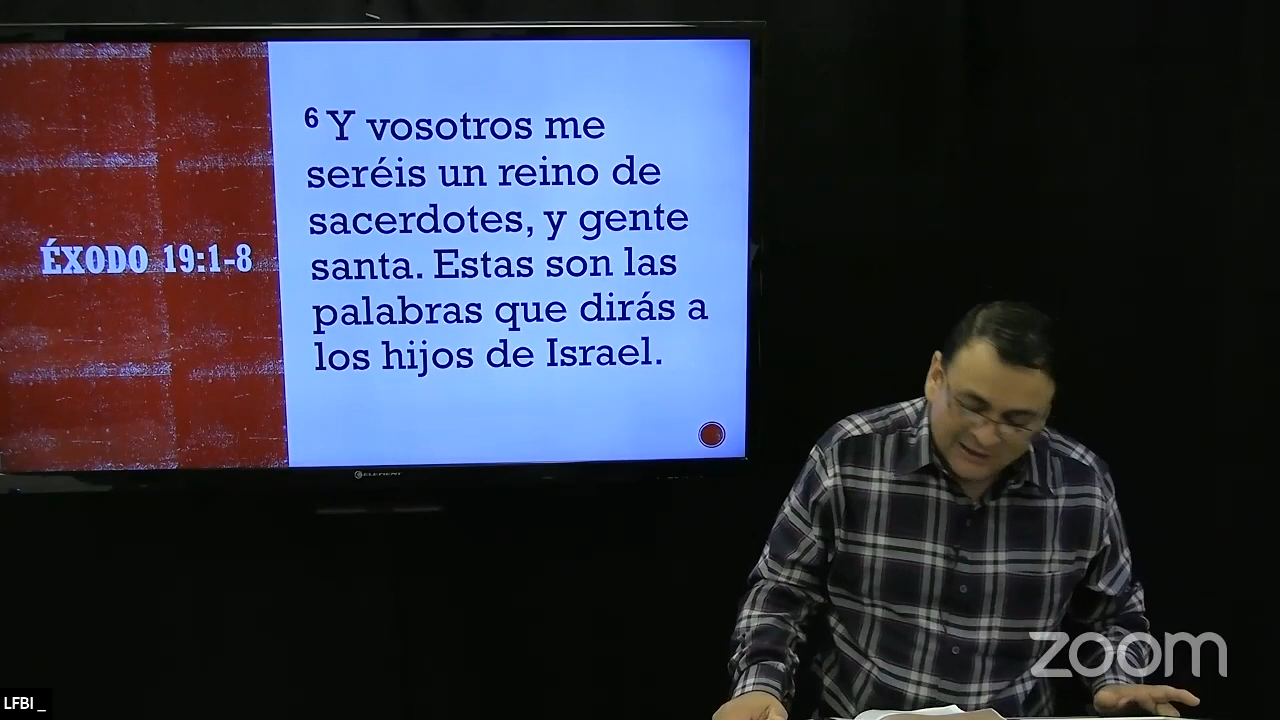 ÉXODO 19:1-8
6 Y vosotros me
seréis un reino de
sacerdotes, y gente
santa. Estas son las
palabras que dirás a
los hijos de Israel.
ELEMENT
zoom
LFBI _